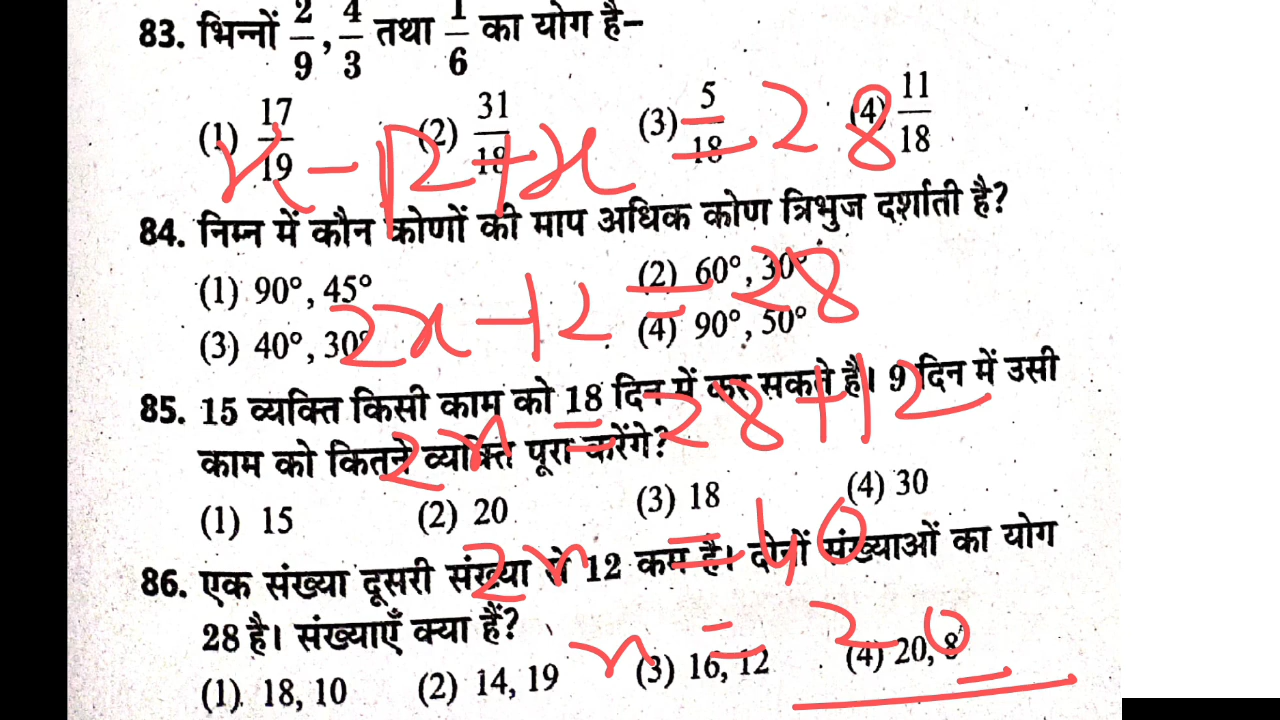 83. भिन्नों 2/9, 4/3 तथा 1/6 का योग है–
(1) 17/19 (2) 31/18 (3) 5/18 (4) 11/18
x - 12 + x = 28
84. निम्न में कौन कोणों की माप अधिक कोण त्रिभुज दर्शाती है?
(1) 90°, 45° (2) 60°, 30°
2x - 12 = 28
(3) 40°, 30° (4) 90°, 50°
85. 15 व्यक्ति किसी काम को 18 दिन में कर सकते हैं। 9 दिन में उसी
2x = 28 + 12
काम को कितने व्यक्ति पूरा करेंगे?
(1) 15 (2) 20 (3) 18 (4) 30
2x = 40
86. एक संख्या दूसरी संख्या से 12 कम है। दोनों संख्याओं का योग
28 है। संख्याएँ क्या हैं?
x = 20
(1) 18, 10 (2) 14, 19 (3) 16, 12 (4) 20, 8